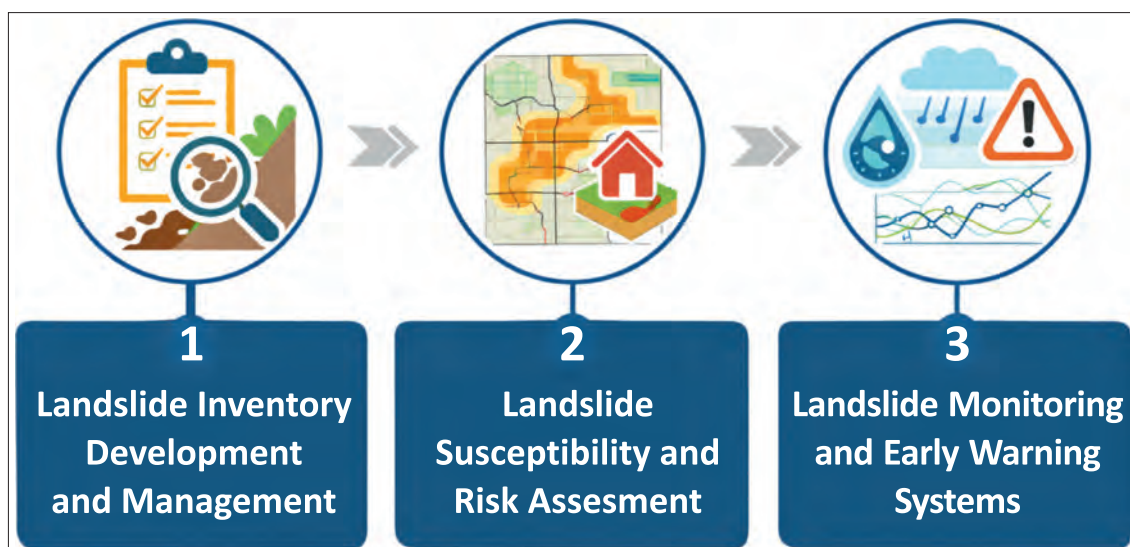 1
Landslide Inventory
Development
and Management
2
Landslide
Susceptibility and
Risk Assesment
3
Landslide Monitoring
and Early Warning
Systems